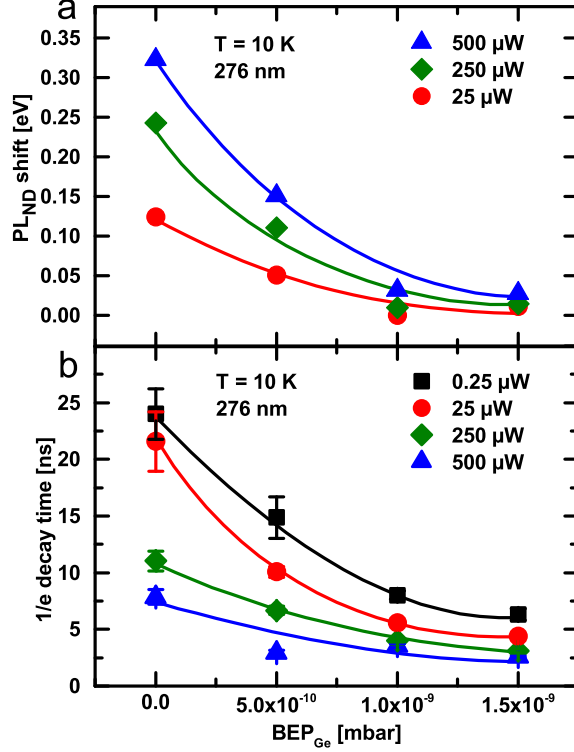 a
T = 10 K
276 nm
500 µW
250 µW
25 µW
0.35
0.30
0.25
0.20
0.15
0.10
0.05
0.00
PL_ND shift [eV]
b
T = 10 K
276 nm
0.25 µW
25 µW
250 µW
500 µW
25
20
15
10
5
0
1/e decay time [ns]
0.0
5.0x10⁻¹⁰
1.0x10⁻⁹
1.5x10⁻⁹
BEP_Ge [mbar]